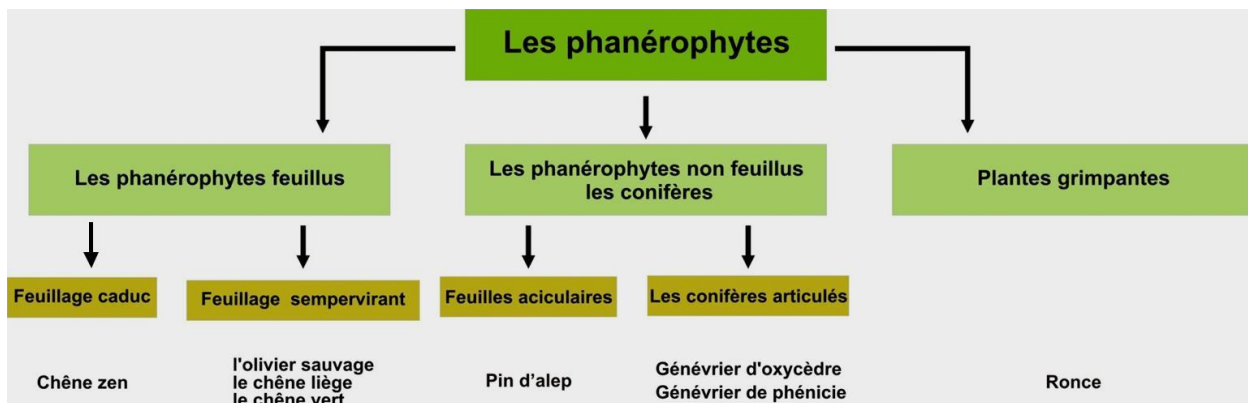 Les phanérophytes
Les phanérophytes feuillus
Les phanérophytes non feuillus
les conifères
Plantes grimpantes
Feuillage caduc
Feuillage sempervirant
Feuilles aciculaires
Les conifères articulés
Chêne zen
l'olivier sauvage
le chêne liège
le chêne vert
Pin d’alep
Génévrier d'oxycèdre
Génévrier de phénicie
Ronce